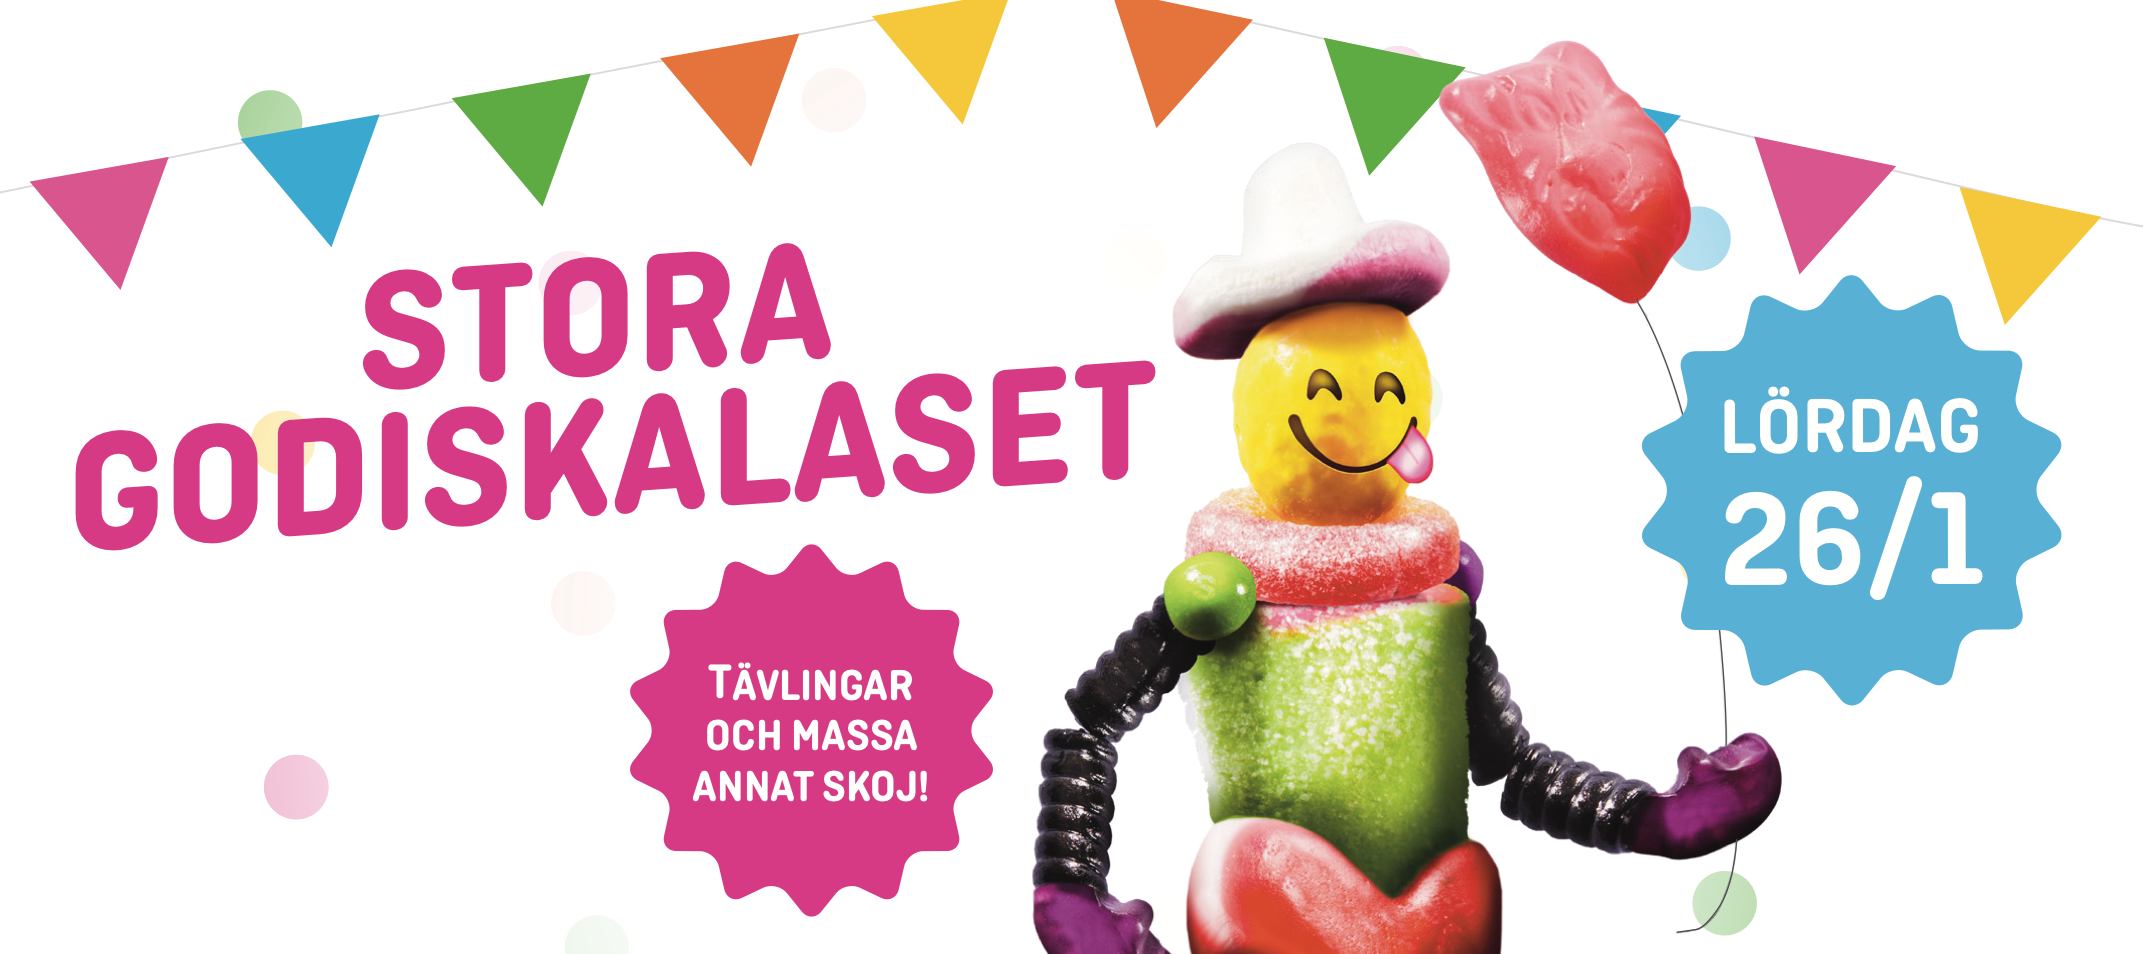 STORA
GODISKALASET
TÄVLINGAR
OCH MASSA
ANNAT SKOJ!
LÖRDAG
26/1